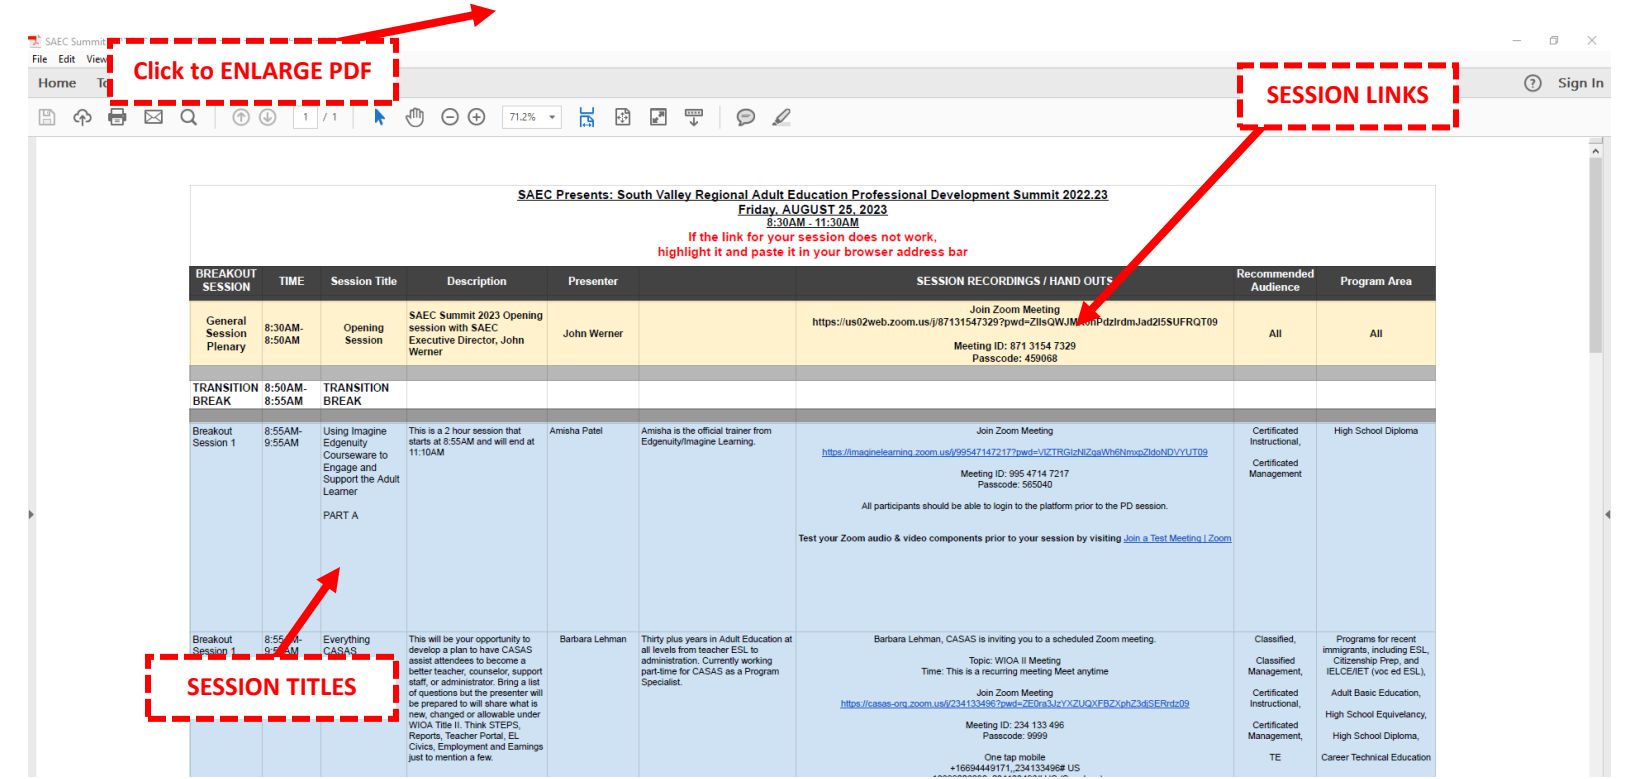 SAEC Summit
File Edit View
Click to ENLARGE PDF
Home
Sign In
SESSION LINKS
1 / 1
71.2%
SAEC Presents: South Valley Regional Adult Education Professional Development Summit 2022.23
Friday, AUGUST 25, 2023
8:30AM - 11:30AM
If the link for your session does not work,
highlight it and paste it in your browser address bar
BREAKOUT SESSION TIME Session Title Description Presenter SESSION RECORDINGS / HAND OUTS Recommended Audience Program Area
General Session Plenary
8:30AM-
8:50AM
Opening
Session
SAEC Summit 2023 Opening
session with SAEC
Executive Director, John
Werner
John Werner
Join Zoom Meeting
Meeting ID: 871 3154 7329
Passcode: 459068
All
All
TRANSITION
BREAK
8:50AM-
8:55AM
TRANSITION
BREAK
Breakout
Session 1
8:55AM-
9:55AM
Using Imagine
Edgenuity
Courseware to
Engage and
Support the Adult
Learner
PART A
This is a 2 hour session that
starts at 8:55AM and will end at
11:10AM
Amisha Patel
Amisha is the official trainer from
Edgenuity/Imagine Learning.
Join Zoom Meeting
Meeting ID: 995 4714 7217
Passcode: 565040
All participants should be able to login to the platform prior to the PD session.
Test your Zoom audio & video components prior to your session by visiting Join a Test Meeting | Zoom
Certificated
Instructional,
Certificated
Management
High School Diploma
SESSION TITLES
Breakout
Session 1
Everything
CASAS
This will be your opportunity to
develop a plan to have CASAS
assist attendees to become a
better teacher, counselor, support
staff, or administrator. Bring a list
of questions but the presenter will
be prepared to will share what is
new, changed or allowable under
WIOA Title II. Think STEPS,
Reports, Teacher Portal, EL
Civics, Employment and Earnings
just to mention a few.
Barbara Lehman
Thirty plus years in Adult Education at
all levels from teacher ESL to
administration. Currently working
part-time for CASAS as a Program
Specialist.
Barbara Lehman, CASAS is inviting you to a scheduled Zoom meeting.
Topic: WIOA II Meeting
Time: This is a recurring meeting Meet anytime
Join Zoom Meeting
Meeting ID: 234 133 496
Passcode: 9999
One tap mobile
+16694449171,,234133496# US
Classified,
Classified
Management,
Certificated
Instructional,
Certificated
Management,
TE
Programs for recent
immigrants, including ESL,
Citizenship Prep, and
IELCE/IET (voc ed ESL),
Adult Basic Education,
High School Equivelancy,
High School Diploma,
Career Technical Education